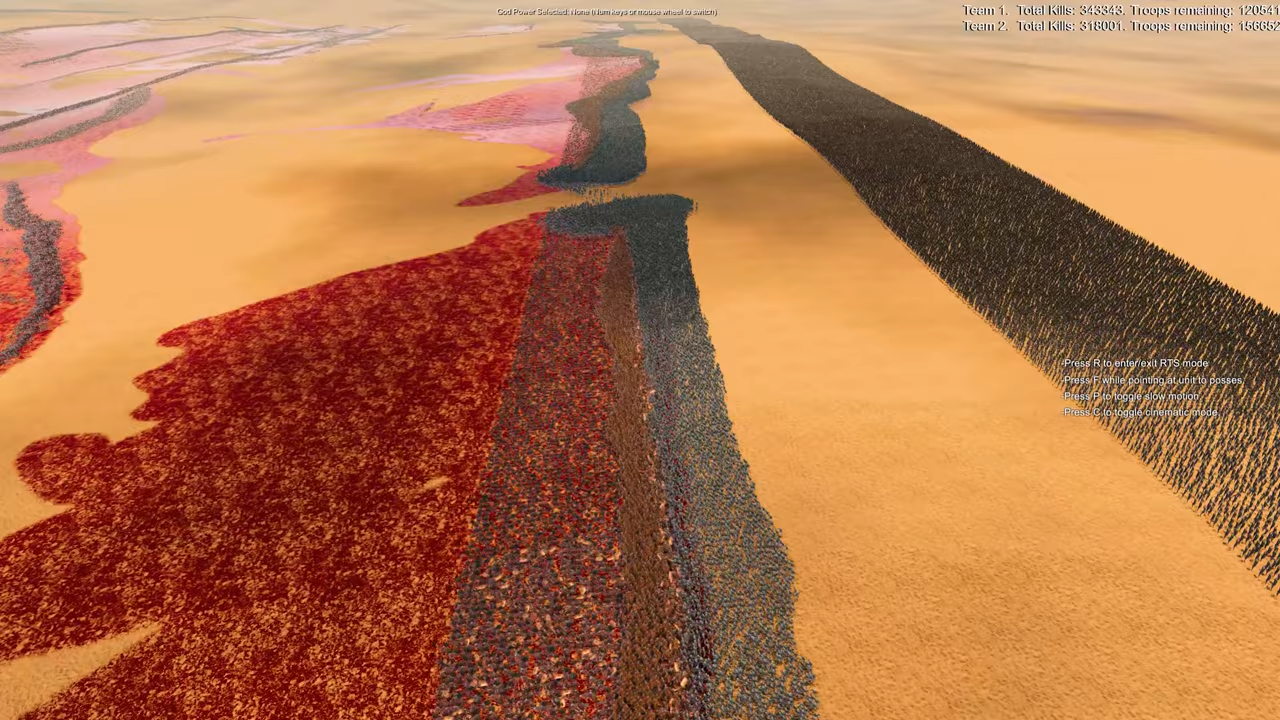 God Power Selected: None (Num keys or mouse wheel to switch)
Team 1. Total Kills: 343343. Troops remaining: 120541
Team 2. Total Kills: 318001. Troops remaining: 156652
Press R to enter/exit RTS mode
Press F while pointing at unit to posses,
Press P to toggle slow motion
Press C to toggle cinematic mode